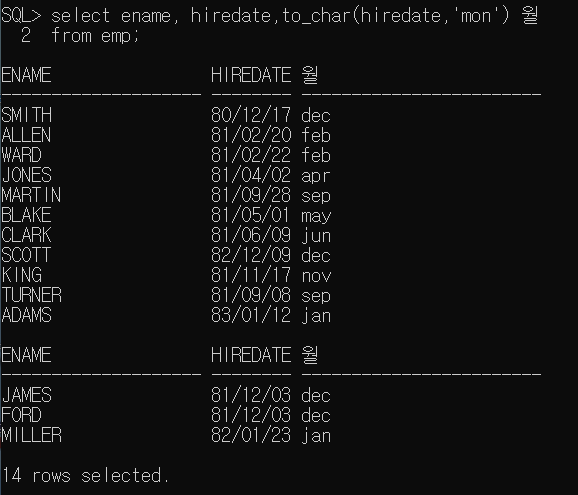 SQL> select ename, hiredate,to_char(hiredate,'mon') 월
  2  from emp;
ENAME                HIREDATE 월
-------------------- -------- ------------------------
SMITH                80/12/17 dec
ALLEN                81/02/20 feb
WARD                 81/02/22 feb
JONES                81/04/02 apr
MARTIN               81/09/28 sep
BLAKE                81/05/01 may
CLARK                81/06/09 jun
SCOTT                82/12/09 dec
KING                 81/11/17 nov
TURNER               81/09/08 sep
ADAMS                83/01/12 jan
ENAME                HIREDATE 월
-------------------- -------- ------------------------
JAMES                81/12/03 dec
FORD                 81/12/03 dec
MILLER               82/01/23 jan
14 rows selected.